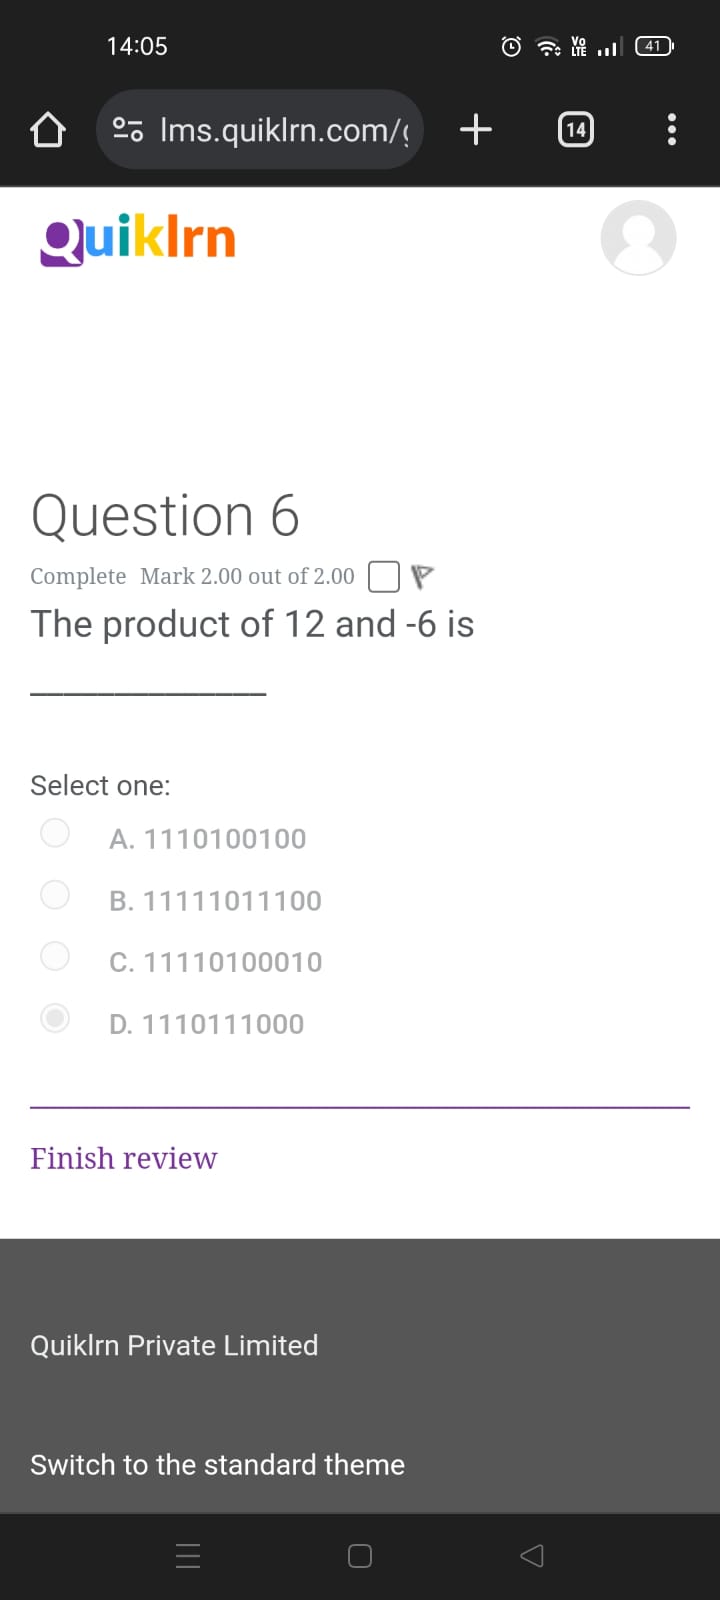 14:05
Vo LTE
41
lms.quiklrn.com/
14
Quiklrn
Question 6
Complete Mark 2.00 out of 2.00
The product of 12 and -6 is
______________
Select one:
A. 1110100100
B. 11111011100
C. 11110100010
D. 1110111000
Finish review
Quiklrn Private Limited
Switch to the standard theme